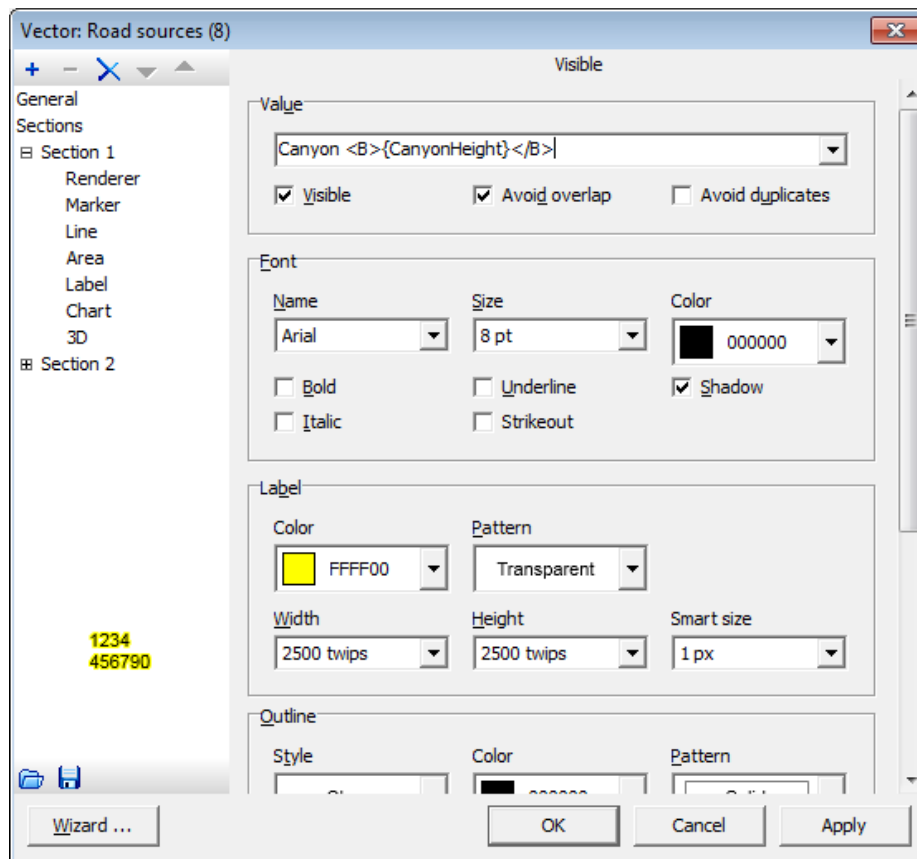 Vector: Road sources (8)
Visible
General
Sections
Section 1
Renderer
Marker
Line
Area
Label
Chart
3D
Section 2
1234
456790
Value
Canyon <B>{CanyonHeight}</B>
Visible Avoid overlap Avoid duplicates
Font
Name Size Color
Arial 8 pt 000000
Bold Underline Shadow
Italic Strikeout
Label
Color Pattern
FFFF00 Transparent
Width Height Smart size
2500 twips 2500 twips 1 px
Outline
Style Color Pattern
Wizard ... OK Cancel Apply